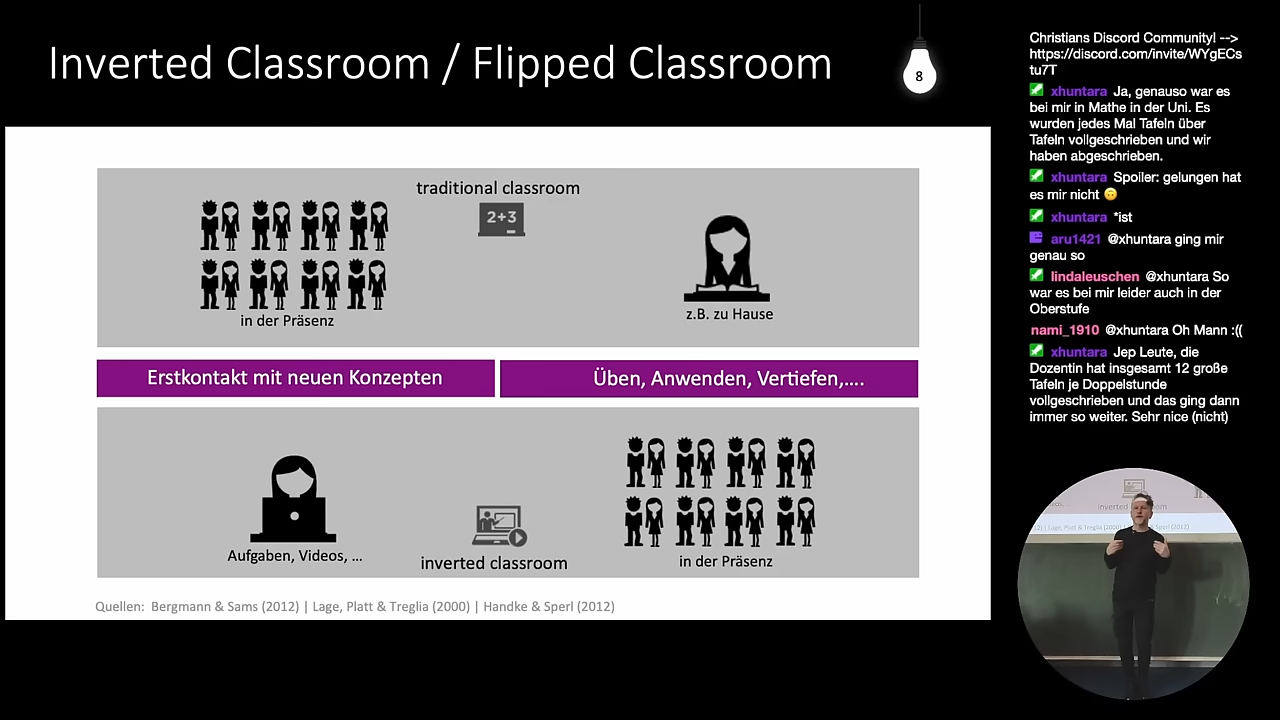 Inverted Classroom / Flipped Classroom
8
traditional classroom
2+3
in der Präsenz
z.B. zu Hause
Erstkontakt mit neuen Konzepten
Üben, Anwenden, Vertiefen,....
Aufgaben, Videos, ...
inverted classroom
in der Präsenz
Quellen: Bergmann & Sams (2012) | Lage, Platt & Treglia (2000) | Handke & Sperl (2012)
Christians Discord Community! -->
https://discord.com/invite/WYgECs
tu7T
xhuntara Ja, genauso war es
bei mir in Mathe in der Uni. Es
wurden jedes Mal Tafeln über
Tafeln vollgeschrieben und wir
haben abgeschrieben.
xhuntara Spoiler: gelungen hat
es mir nicht 🙃
xhuntara *ist
aru1421 @xhuntara ging mir
genau so
lindaleuschen @xhuntara So
war es bei mir leider auch in der
Oberstufe
nami_1910 @xhuntara Oh Mann :((
xhuntara Jep Leute, die
Dozentin hat insgesamt 12 große
Tafeln je Doppelstunde
vollgeschrieben und das ging dann
immer so weiter. Sehr nice (nicht)